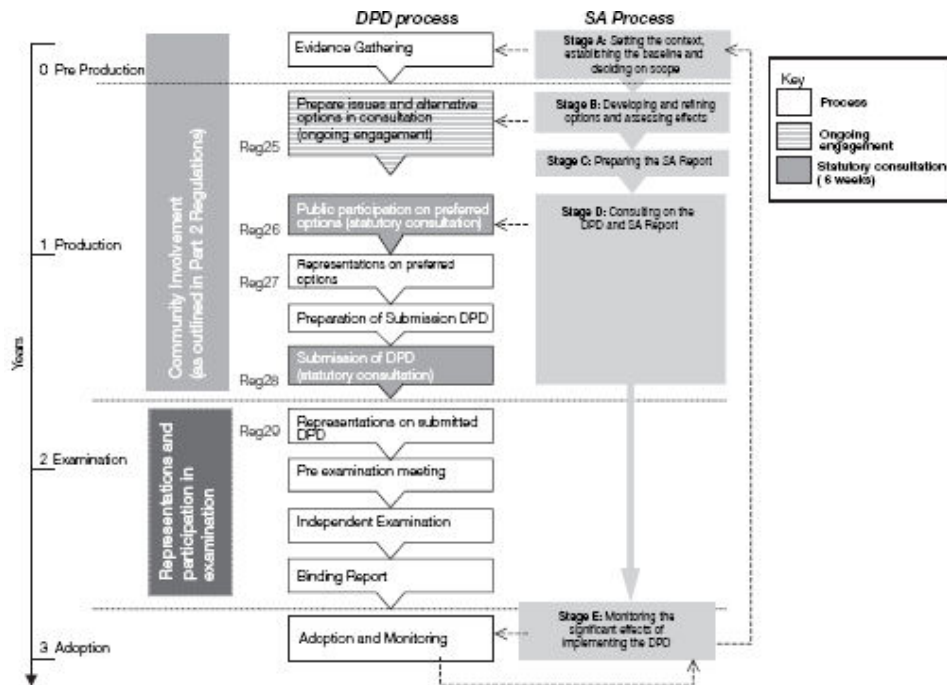 DPD process
SA Process
Years
0 Pre Production
1 Production
2 Examination
3 Adoption
Community Involvement
(as outlined in Part 2 Regulations)
Representations and
participation in
examination
Evidence Gathering
Reg25
Prepare issues and alternative
options in consultation
(ongoing engagement)
Reg26
Public participation on preferred
options (statutory consultation)
Reg27
Representations on preferred
options
Preparation of Submission DPD
Reg28
Submission of DPD
(statutory consultation)
Reg29
Representations on submitted
DPD
Pre examination meeting
Independent Examination
Binding Report
Adoption and Monitoring
Stage A: Setting the context,
establishing the baseline and
deciding on scope
Stage B: Developing and refining
options and assessing effects
Stage C: Preparing the SA Report
Stage D: Consulting on the
DPD and SA Report
Stage E: Monitoring the
significant effects of
implementing the DPD
Key
Process
Ongoing
engagement
Statutory consultation
( 6 weeks)